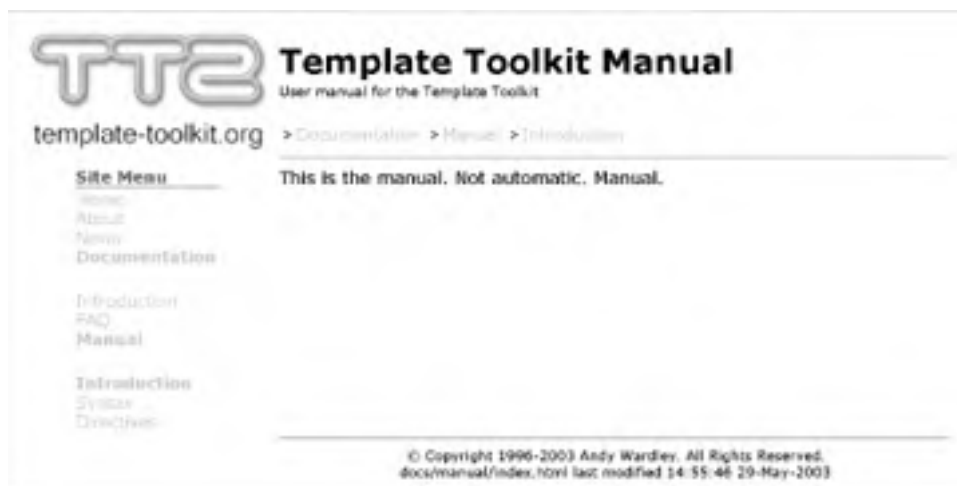 TT2
Template Toolkit Manual
User manual for the Template Toolkit
template-toolkit.org
> Documentation > Manual > Introduction
Site Menu
Home
About
News
Documentation
Introduction
FAQ
Manual
Introduction
Syntax
Directives
This is the manual. Not automatic. Manual.
© Copyright 1996-2003 Andy Wardley. All Rights Reserved.
docs/manual/index.html last modified 14:55:46 29-May-2003